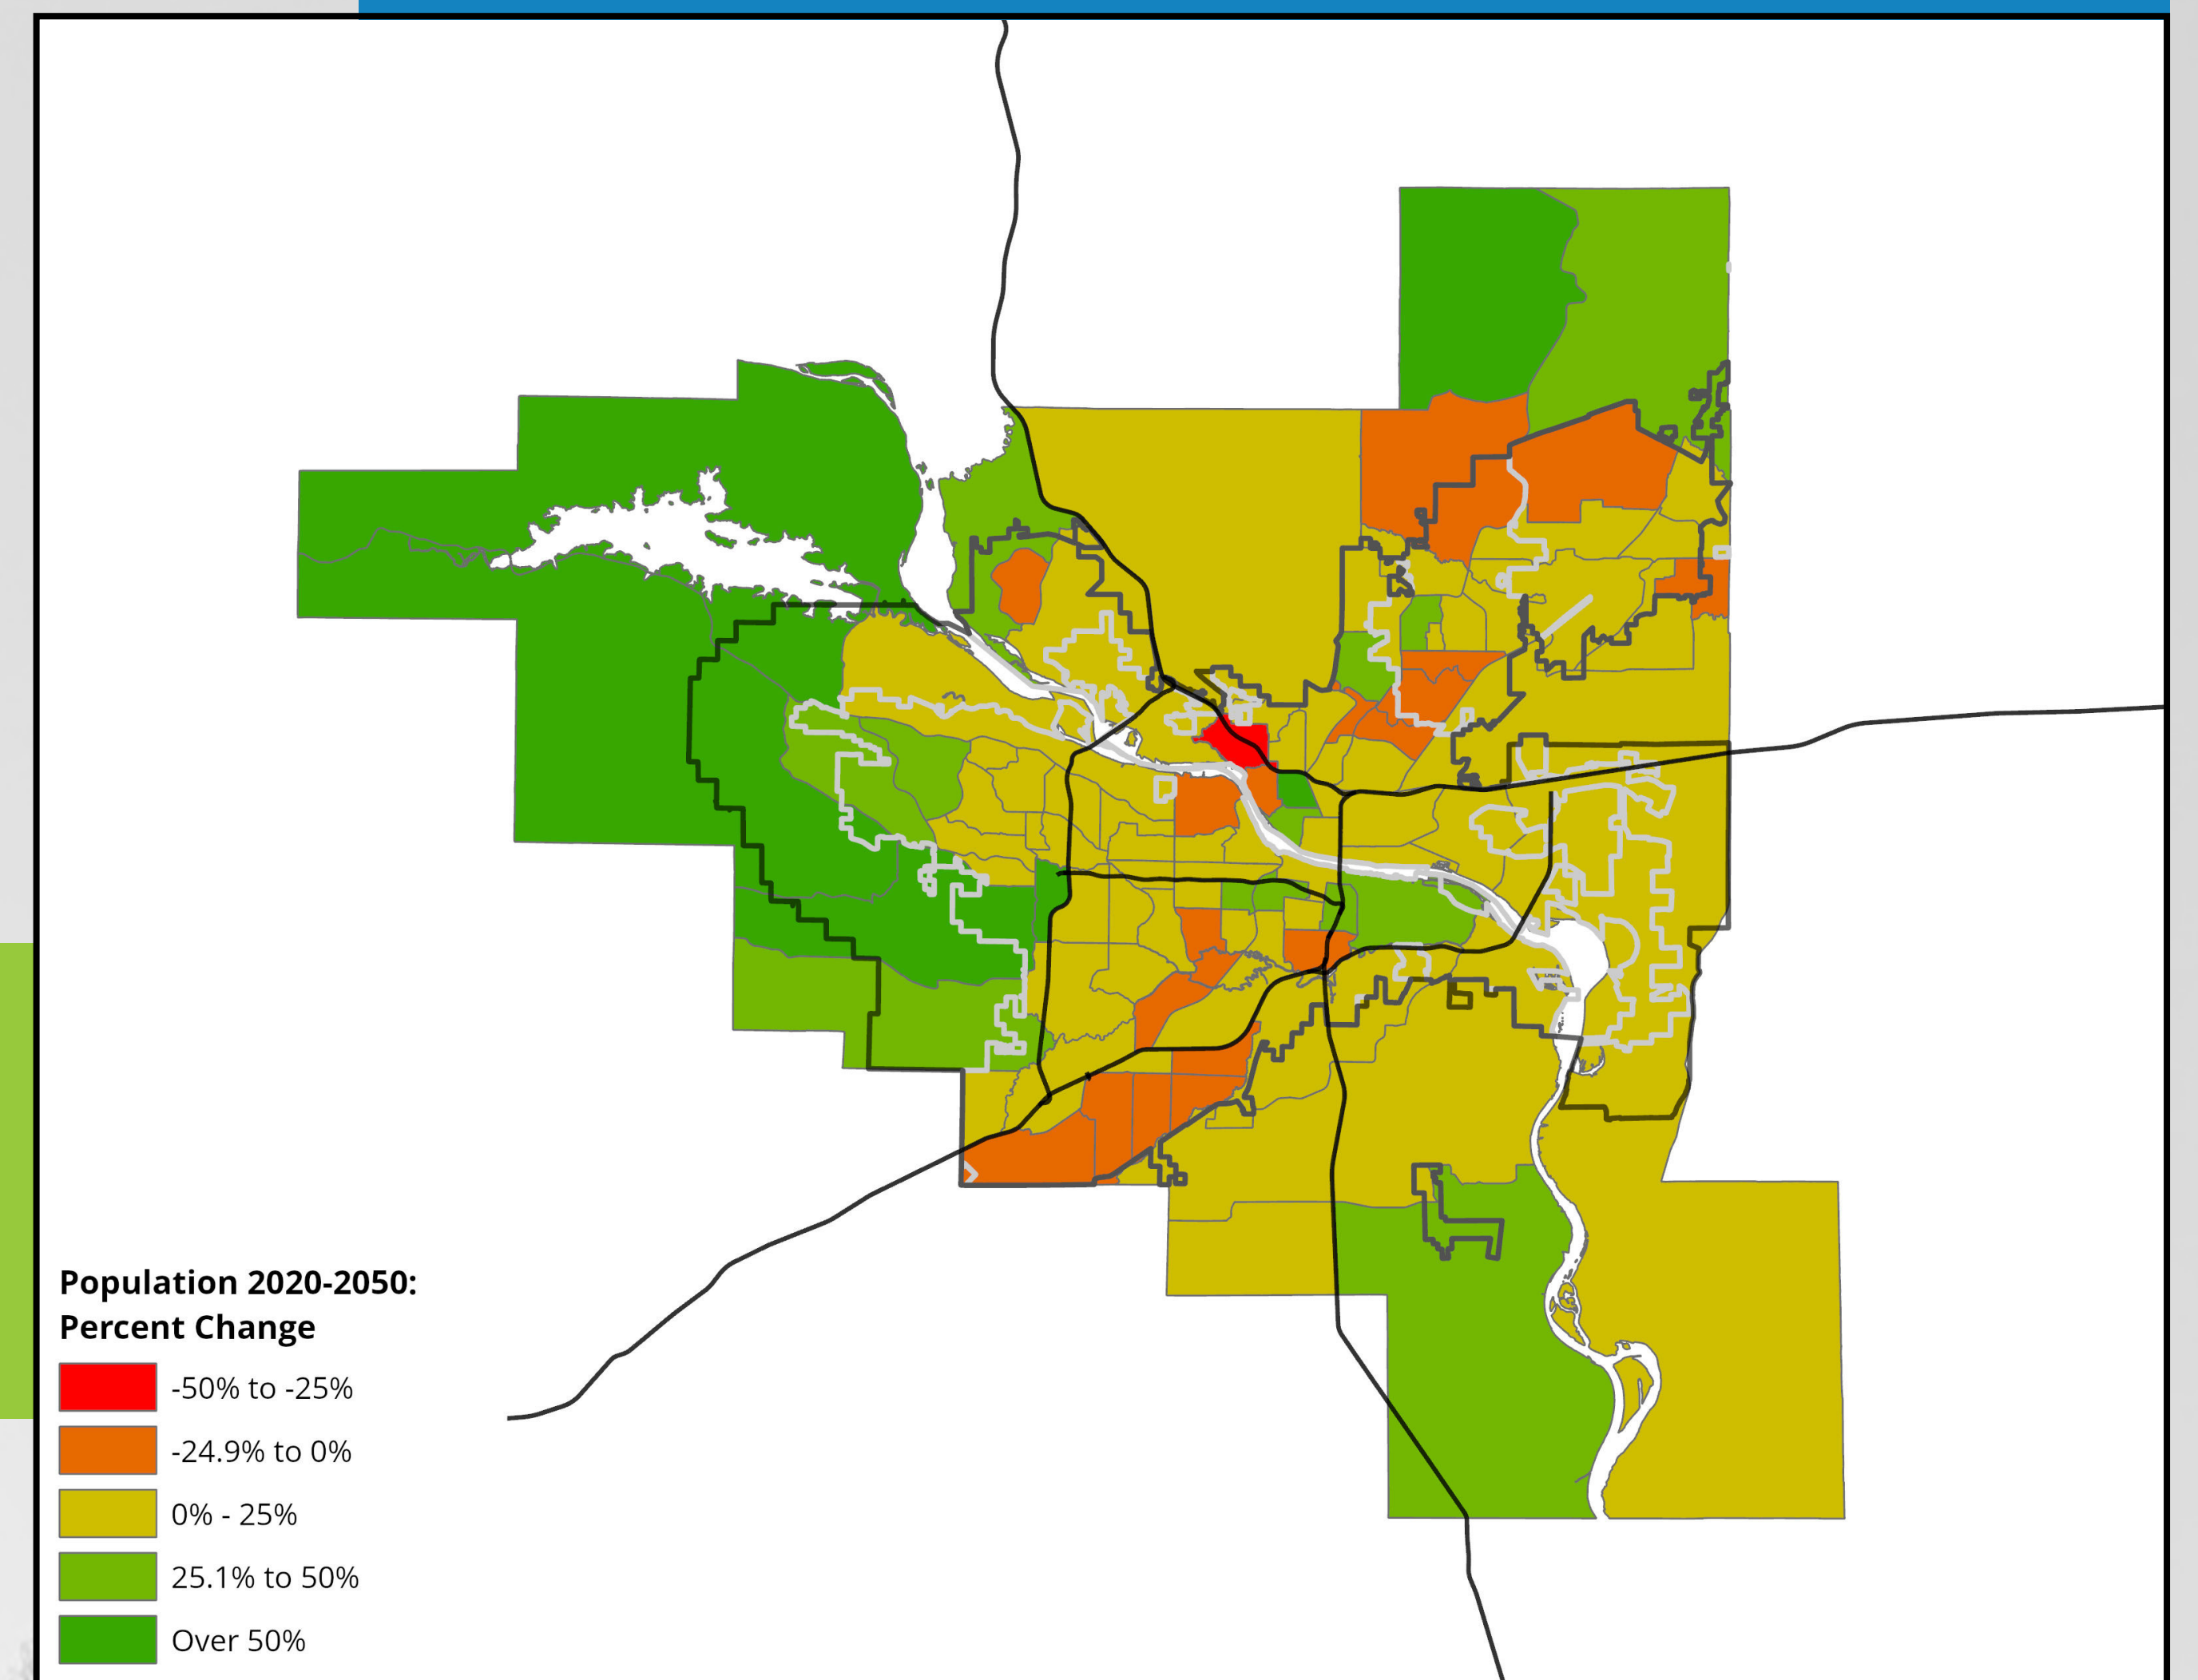 Population 2020-2050:
Percent Change
-50% to -25%
-24.9% to 0%
0% - 25%
25.1% to 50%
Over 50%